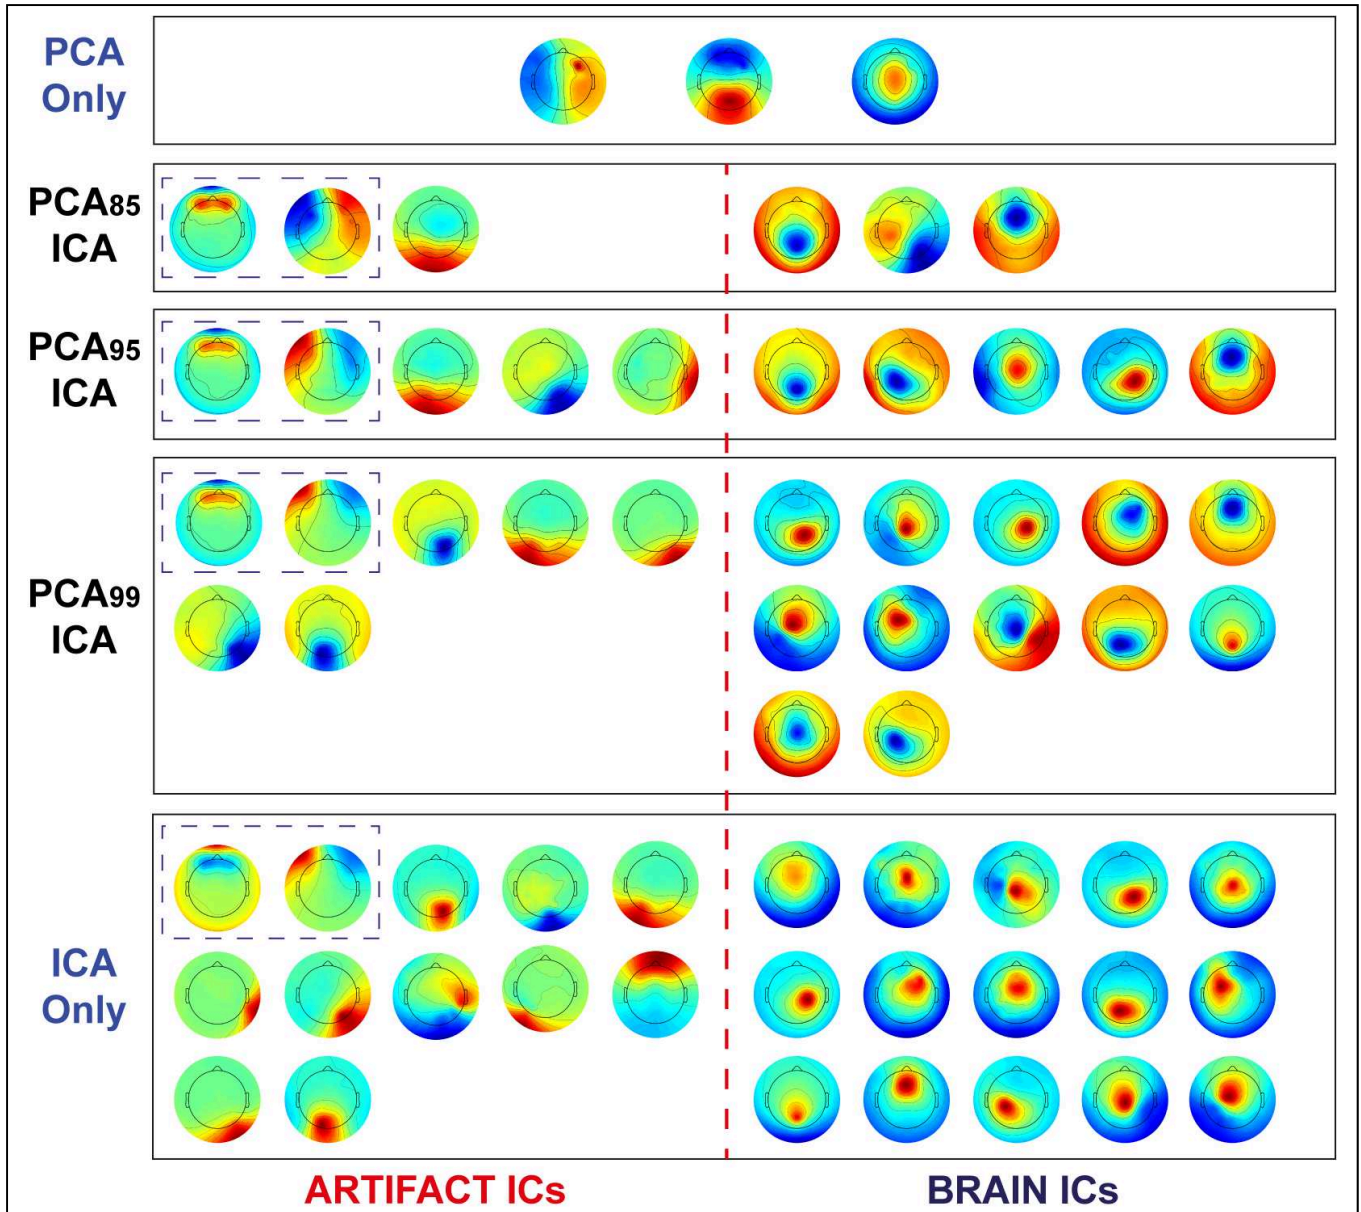 PCA
Only
PCA85
ICA
PCA95
ICA
PCA99
ICA
ICA
Only
ARTIFACT ICs
BRAIN ICs